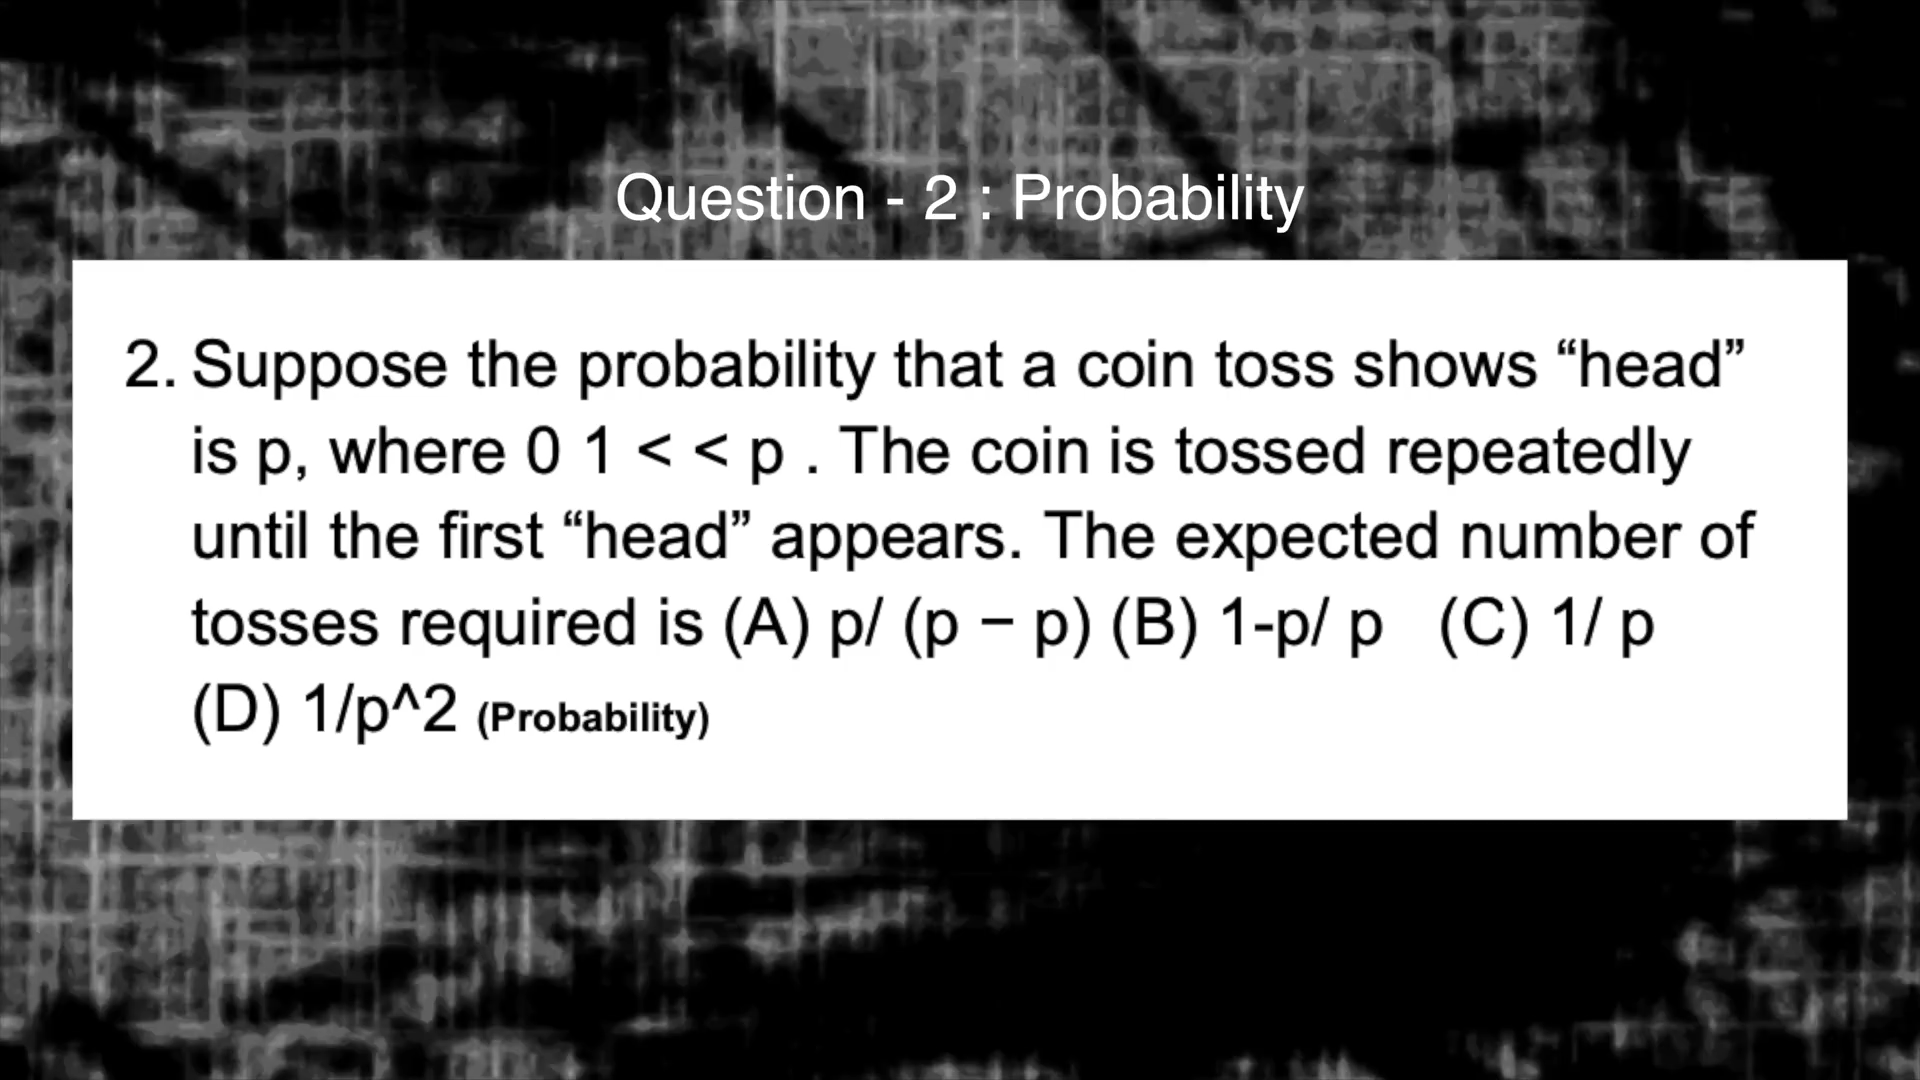 Question - 2 : Probability
2. Suppose the probability that a coin toss shows “head”
is p, where 0 1 < < p . The coin is tossed repeatedly
until the first “head” appears. The expected number of
tosses required is (A) p/ (p − p) (B) 1-p/ p (C) 1/ p
(D) 1/p^2 (Probability)